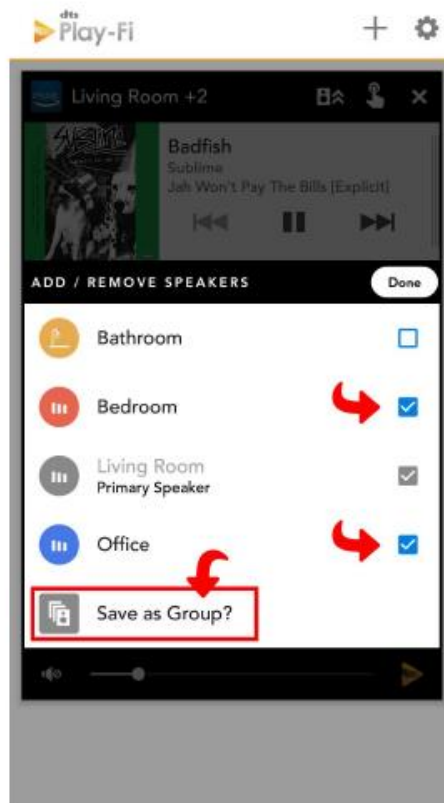 dts
Play-Fi
Living Room +2
SUBLIME
Badfish
Sublime
Jah Won't Pay The Bills [Explicit]
ADD / REMOVE SPEAKERS
Done
Bathroom
Bedroom
Living Room
Primary Speaker
Office
Save as Group?